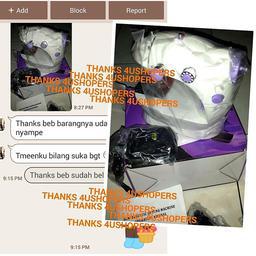 + Add
Block
Report
THANKS 4USHOPERS
THANKS 4USHOPERS
THANKS 4USHOPERS
THANKS 4USHOPERS
8:27 PM
Thanks beb barangnya uda
nyampe
Tmeenku bilang suka bgt
9:15 PM
Thanks beb sudah bel
THANKS 4USHOPERS
THANKS 4USHOPERS
THANKS 4USHOPERS
THANKS 4USHOPERS
9:15 PM